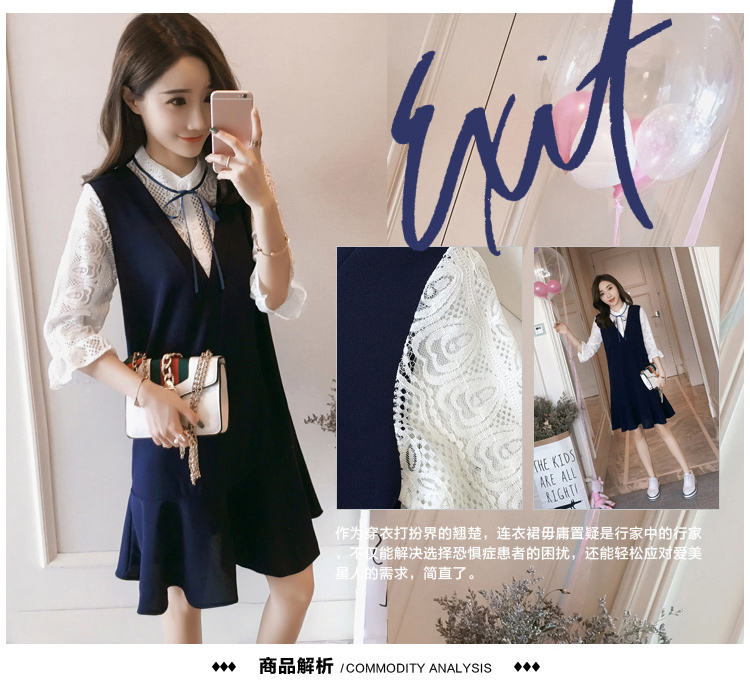 Exit
THE KIDS
ARE ALL
RIGHT!
作为穿衣打扮界的翘楚，连衣裙毋庸置疑是行家中的行家
，不仅能解决选择恐惧症患者的困扰，还能轻松应对爱美
星人的需求，简直了。
商品解析 / COMMODITY ANALYSIS